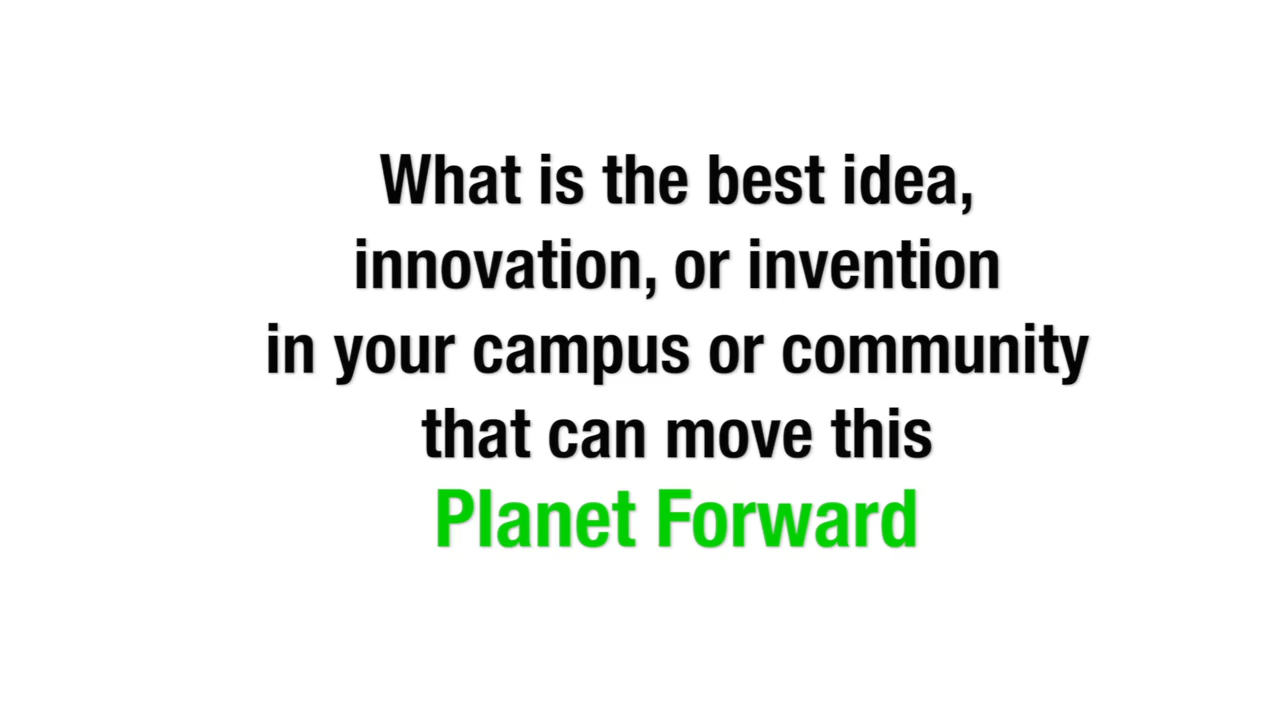 What is the best idea,
innovation, or invention
in your campus or community
that can move this
Planet Forward